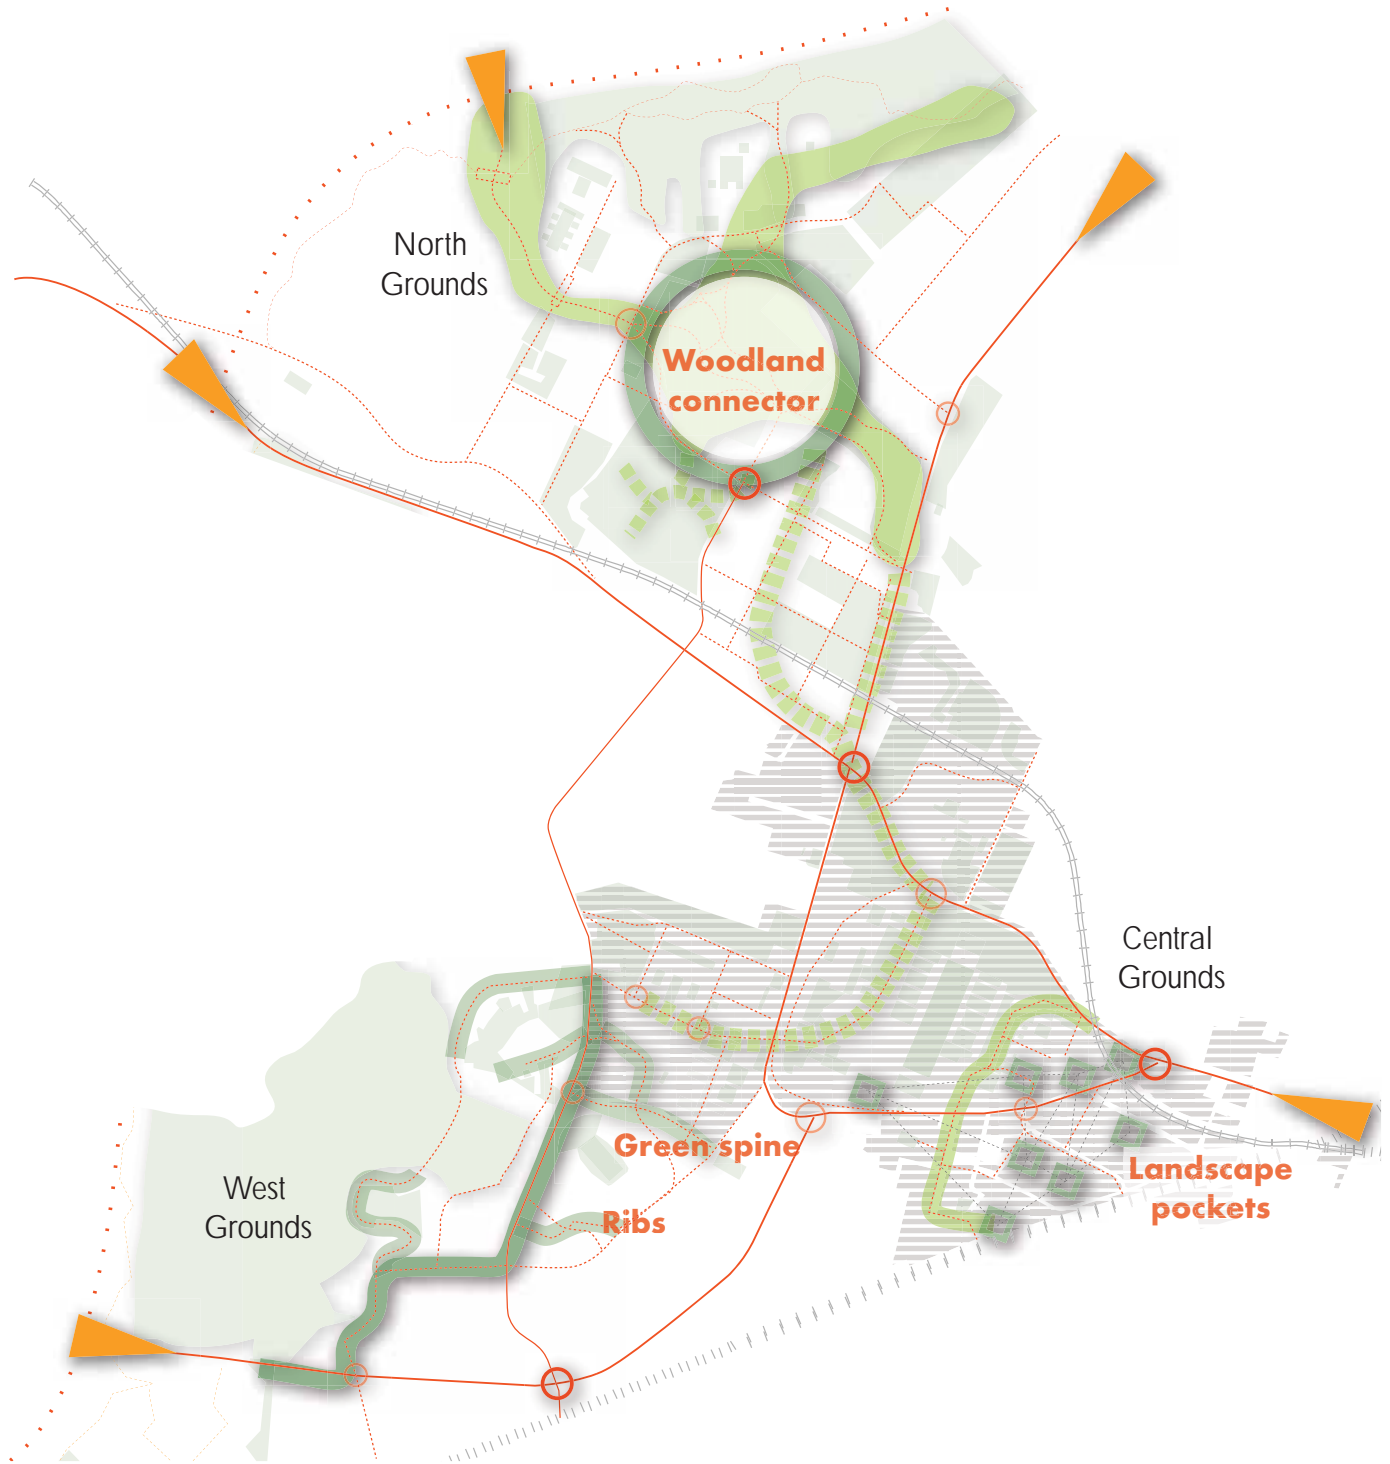 North
Grounds
Woodland
connector
Central
Grounds
Green spine
Landscape
pockets
West
Grounds
Ribs